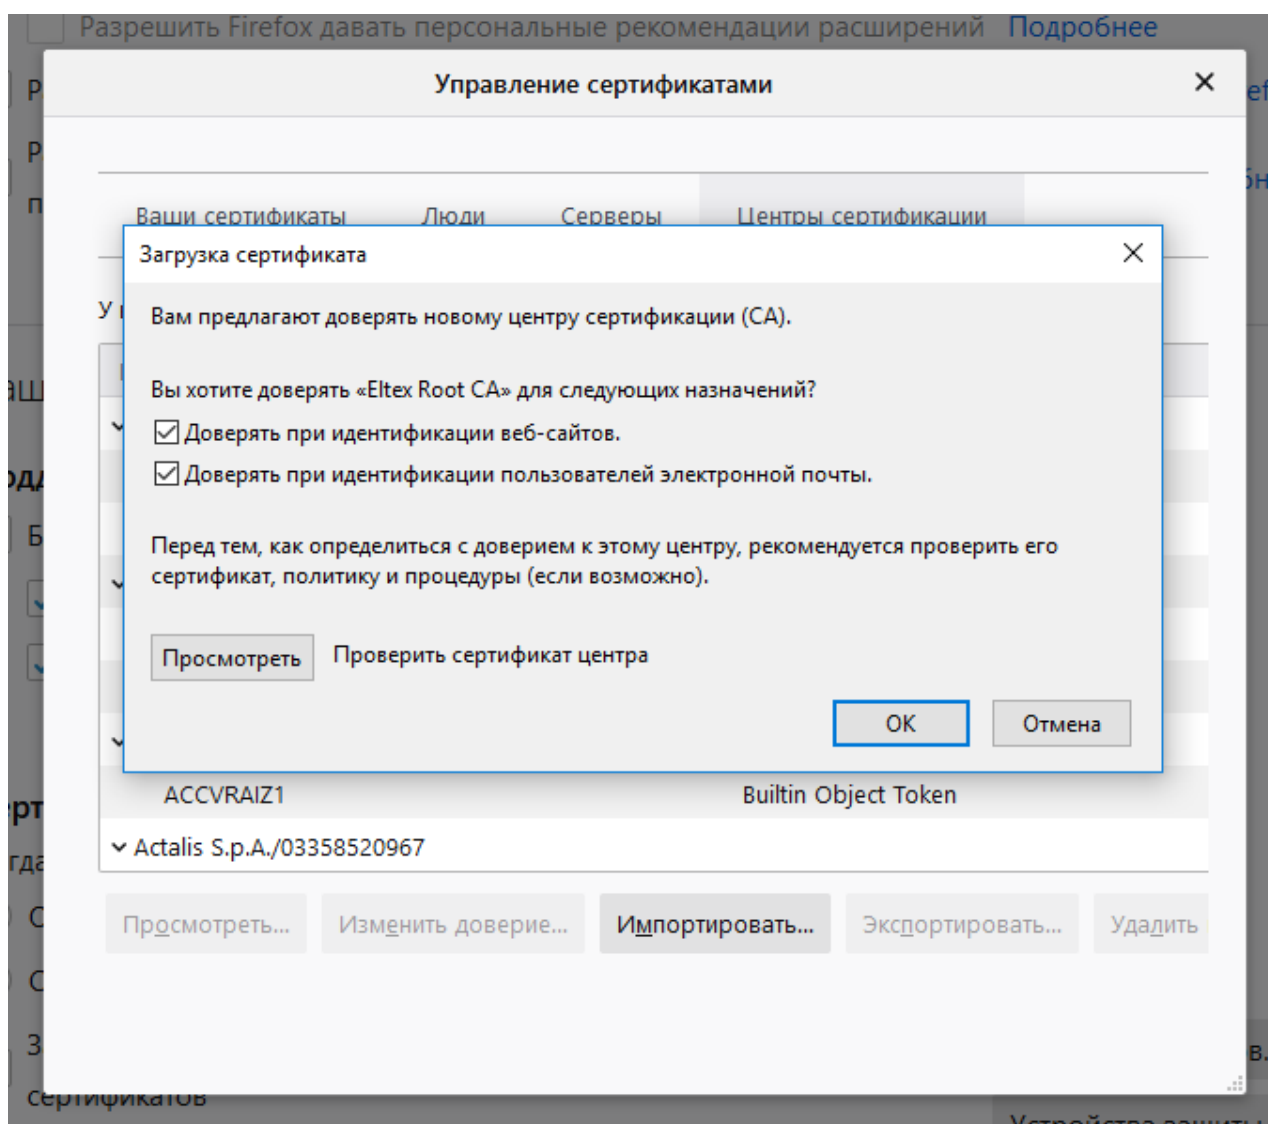 Разрешить Firefox давать персональные рекомендации расширений Подробнее
Управление сертификатами
Ваши сертификаты Люди Серверы Центры сертификации
Загрузка сертификата
У
Вам предлагают доверять новому центру сертификации (CA).
Вы хотите доверять «Eltex Root CA» для следующих назначений?
Доверять при идентификации веб-сайтов.
Доверять при идентификации пользователей электронной почты.
Перед тем, как определиться с доверием к этому центру, рекомендуется проверить его
сертификат, политику и процедуры (если возможно).
Просмотреть Проверить сертификат центра
ОК Отмена
ACCVRAIZ1 Builtin Object Token
Actalis S.p.A./03358520967
Просмотреть... Изменить доверие... Импортировать... Экспортировать... Удалить
сертификатов
Устройства защиты